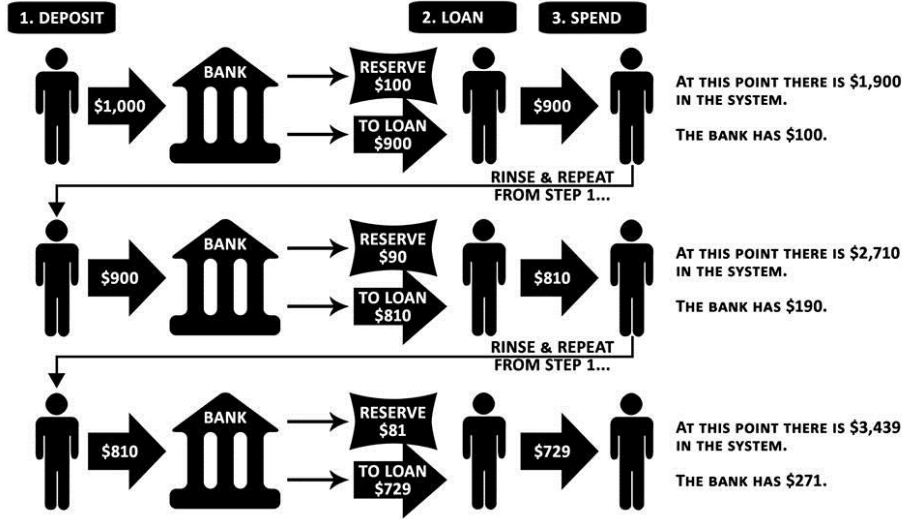 1. DEPOSIT
2. LOAN
3. SPEND
$1,000
BANK
RESERVE
$100
TO LOAN
$900
$900
AT THIS POINT THERE IS $1,900
IN THE SYSTEM.
THE BANK HAS $100.
RINSE & REPEAT
FROM STEP 1...
$900
BANK
RESERVE
$90
TO LOAN
$810
$810
AT THIS POINT THERE IS $2,710
IN THE SYSTEM.
THE BANK HAS $190.
RINSE & REPEAT
FROM STEP 1...
$810
BANK
RESERVE
$81
TO LOAN
$729
$729
AT THIS POINT THERE IS $3,439
IN THE SYSTEM.
THE BANK HAS $271.